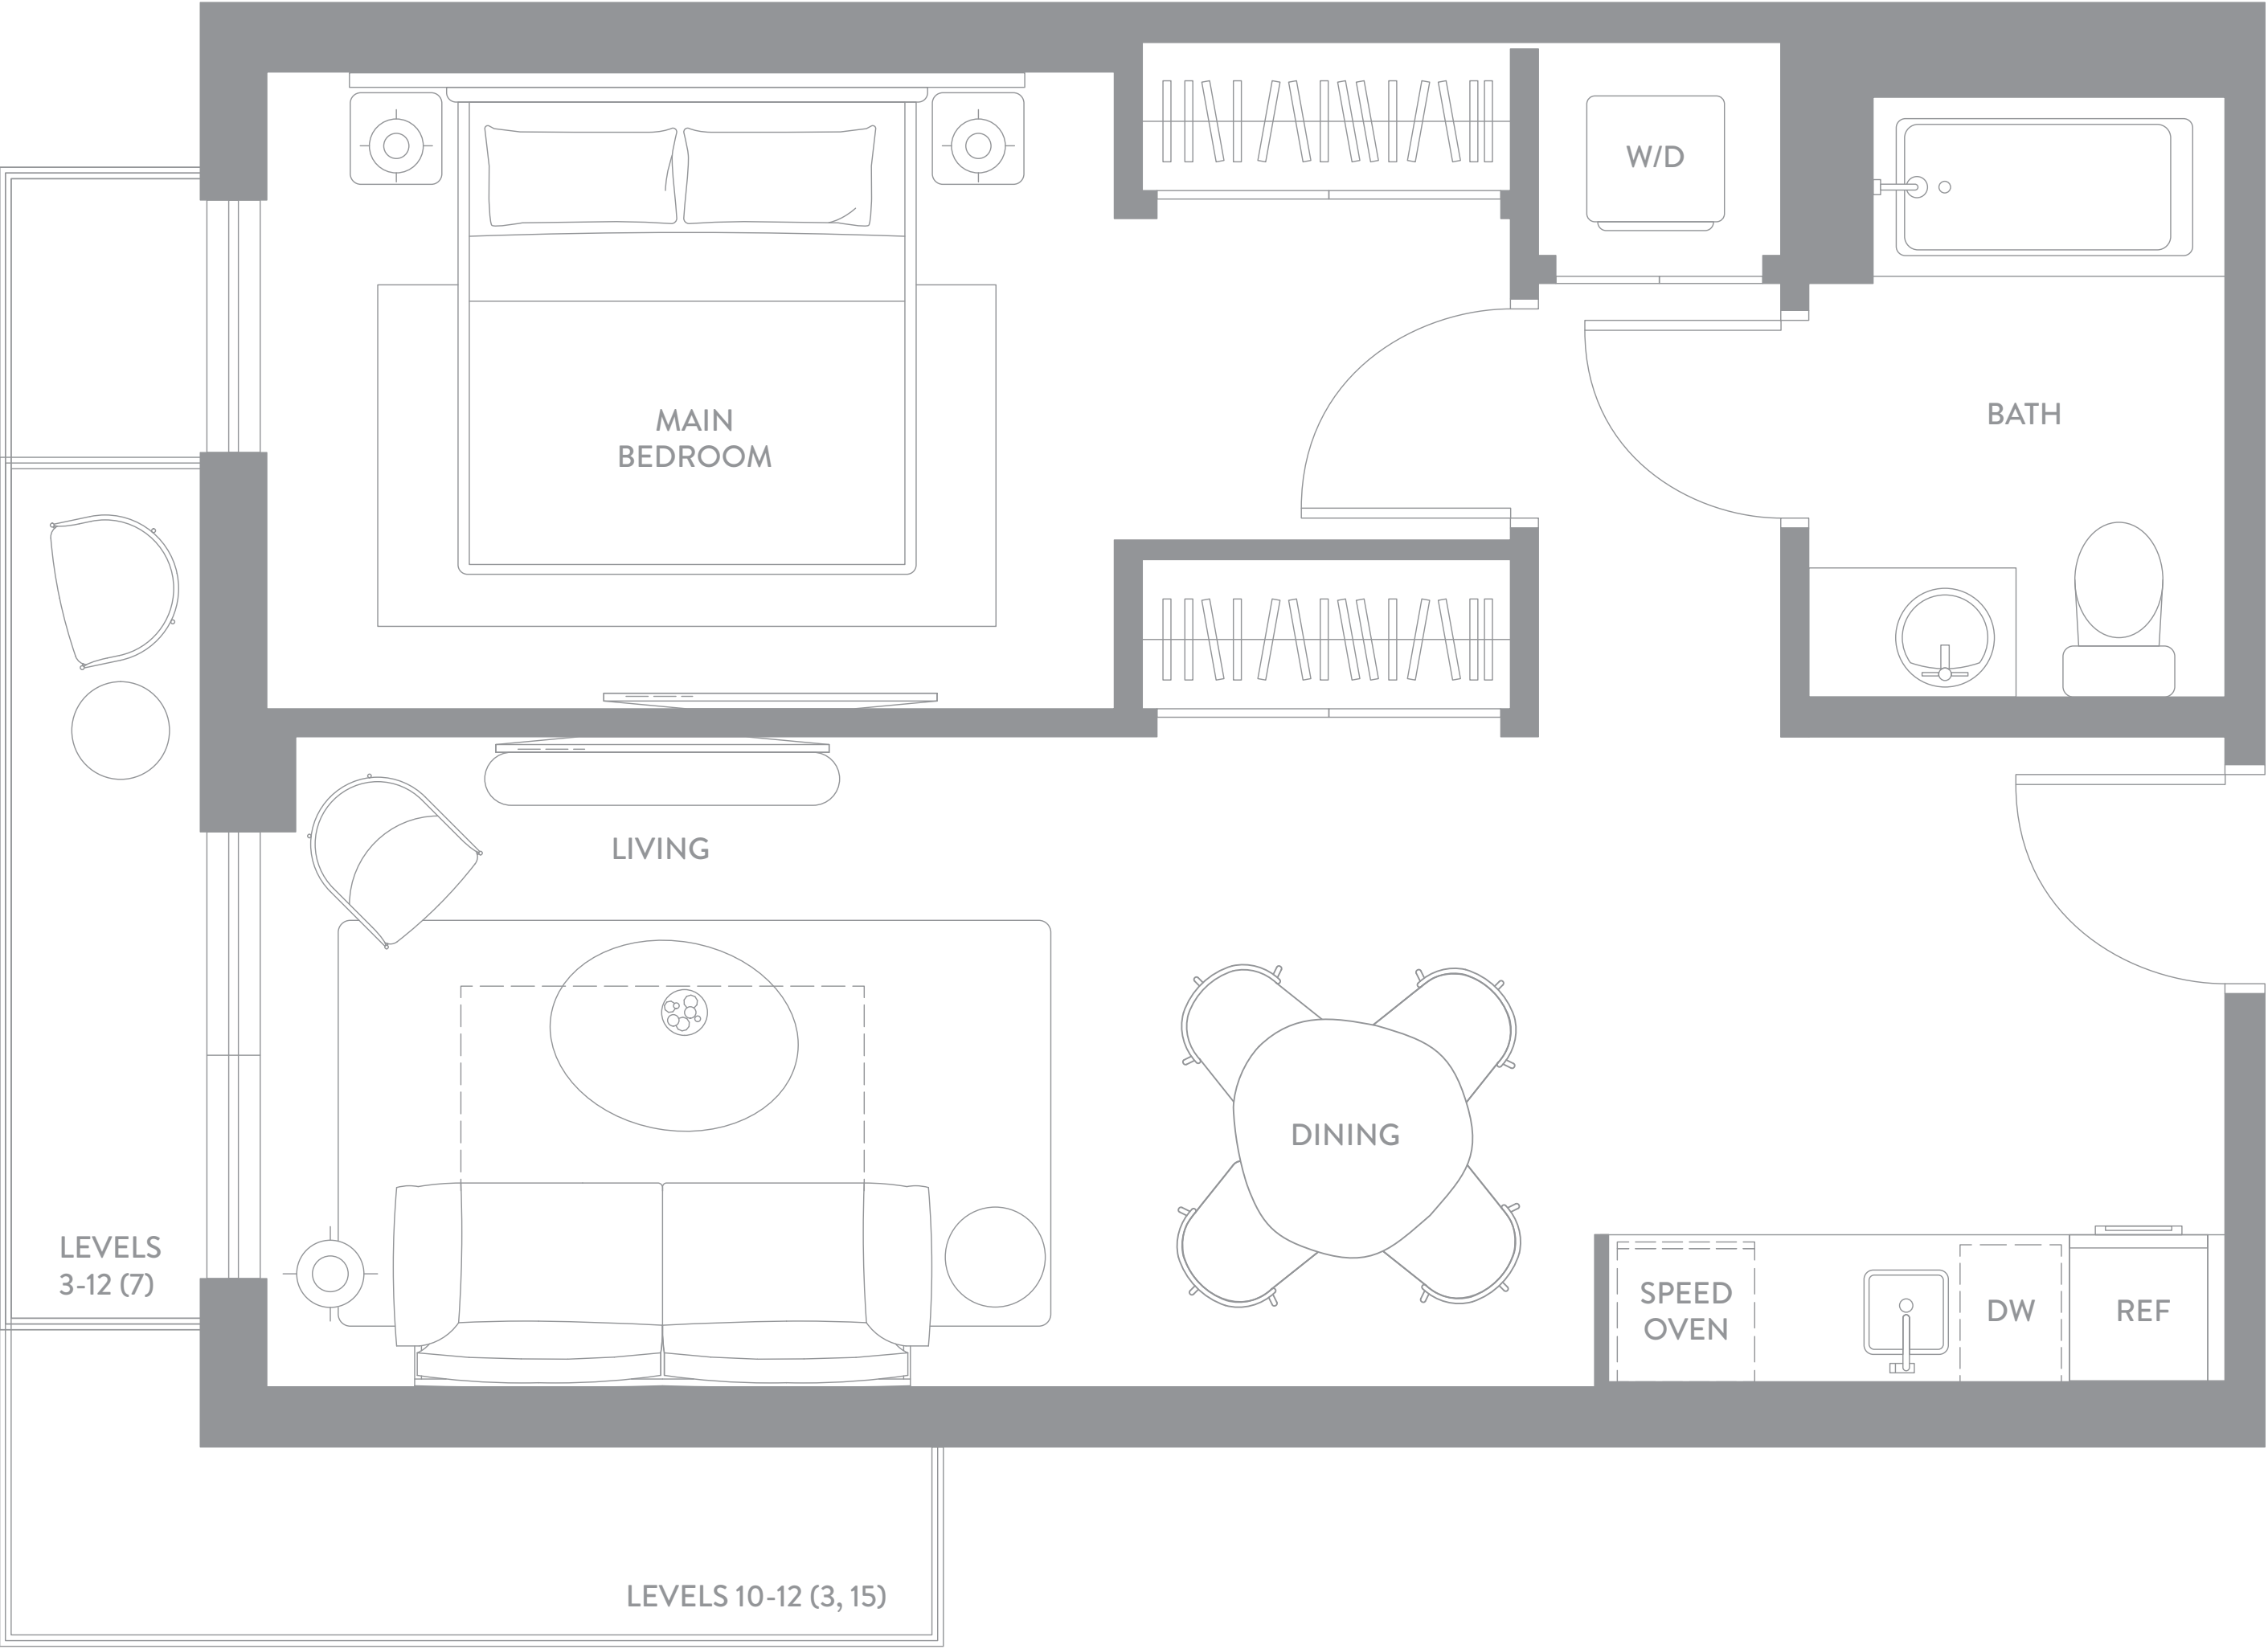 W/D
MAIN
BEDROOM
BATH
LIVING
DINING
LEVELS
3-12 (7)
SPEED
OVEN
DW
REF
LEVELS 10-12 (3, 15)